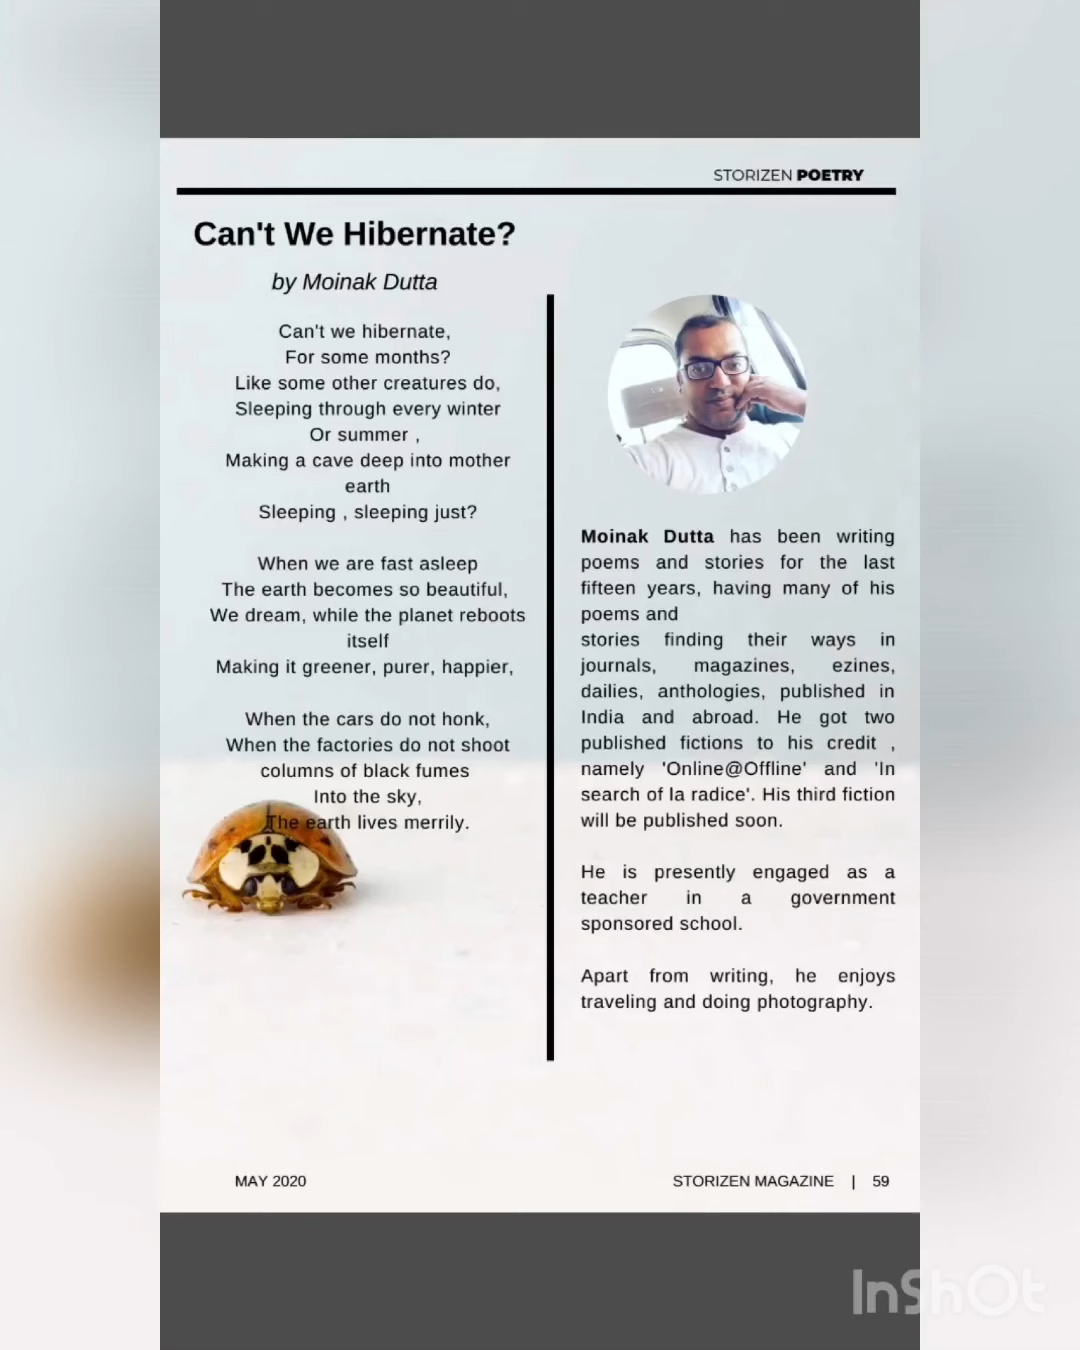 STORIZEN POETRY
Can't We Hibernate?
by Moinak Dutta
Can't we hibernate,
For some months?
Like some other creatures do,
Sleeping through every winter
Or summer ,
Making a cave deep into mother
earth
Sleeping , sleeping just?
When we are fast asleep
The earth becomes so beautiful,
We dream, while the planet reboots
itself
Making it greener, purer, happier,
When the cars do not honk,
When the factories do not shoot
columns of black fumes
Into the sky,
The earth lives merrily.
Moinak Dutta has been writing
poems and stories for the last
fifteen years, having many of his
poems and
stories finding their ways in
journals, magazines, ezines,
dailies, anthologies, published in
India and abroad. He got two
published fictions to his credit ,
namely 'Online@Offline' and 'In
search of la radice'. His third fiction
will be published soon.
He is presently engaged as a
teacher in a government
sponsored school.
Apart from writing, he enjoys
traveling and doing photography.
MAY 2020
STORIZEN MAGAZINE | 59
InShOt